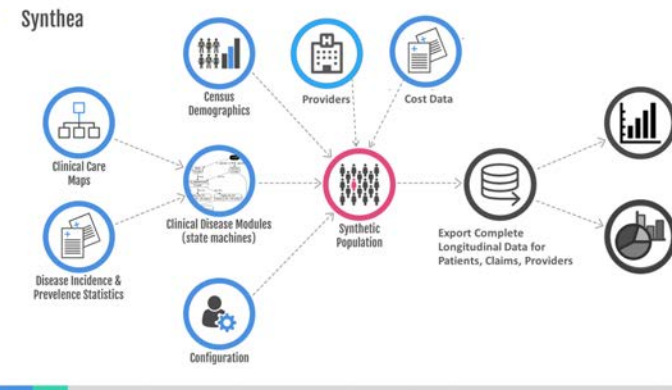 Synthea
Census
Demographics
Providers
Cost Data
Clinical Care
Maps
Clinical Disease Modules
(state machines)
Synthetic
Population
Export Complete
Longitudinal Data for
Patients, Claims, Providers
Disease Incidence &
Prevelence Statistics
Configuration